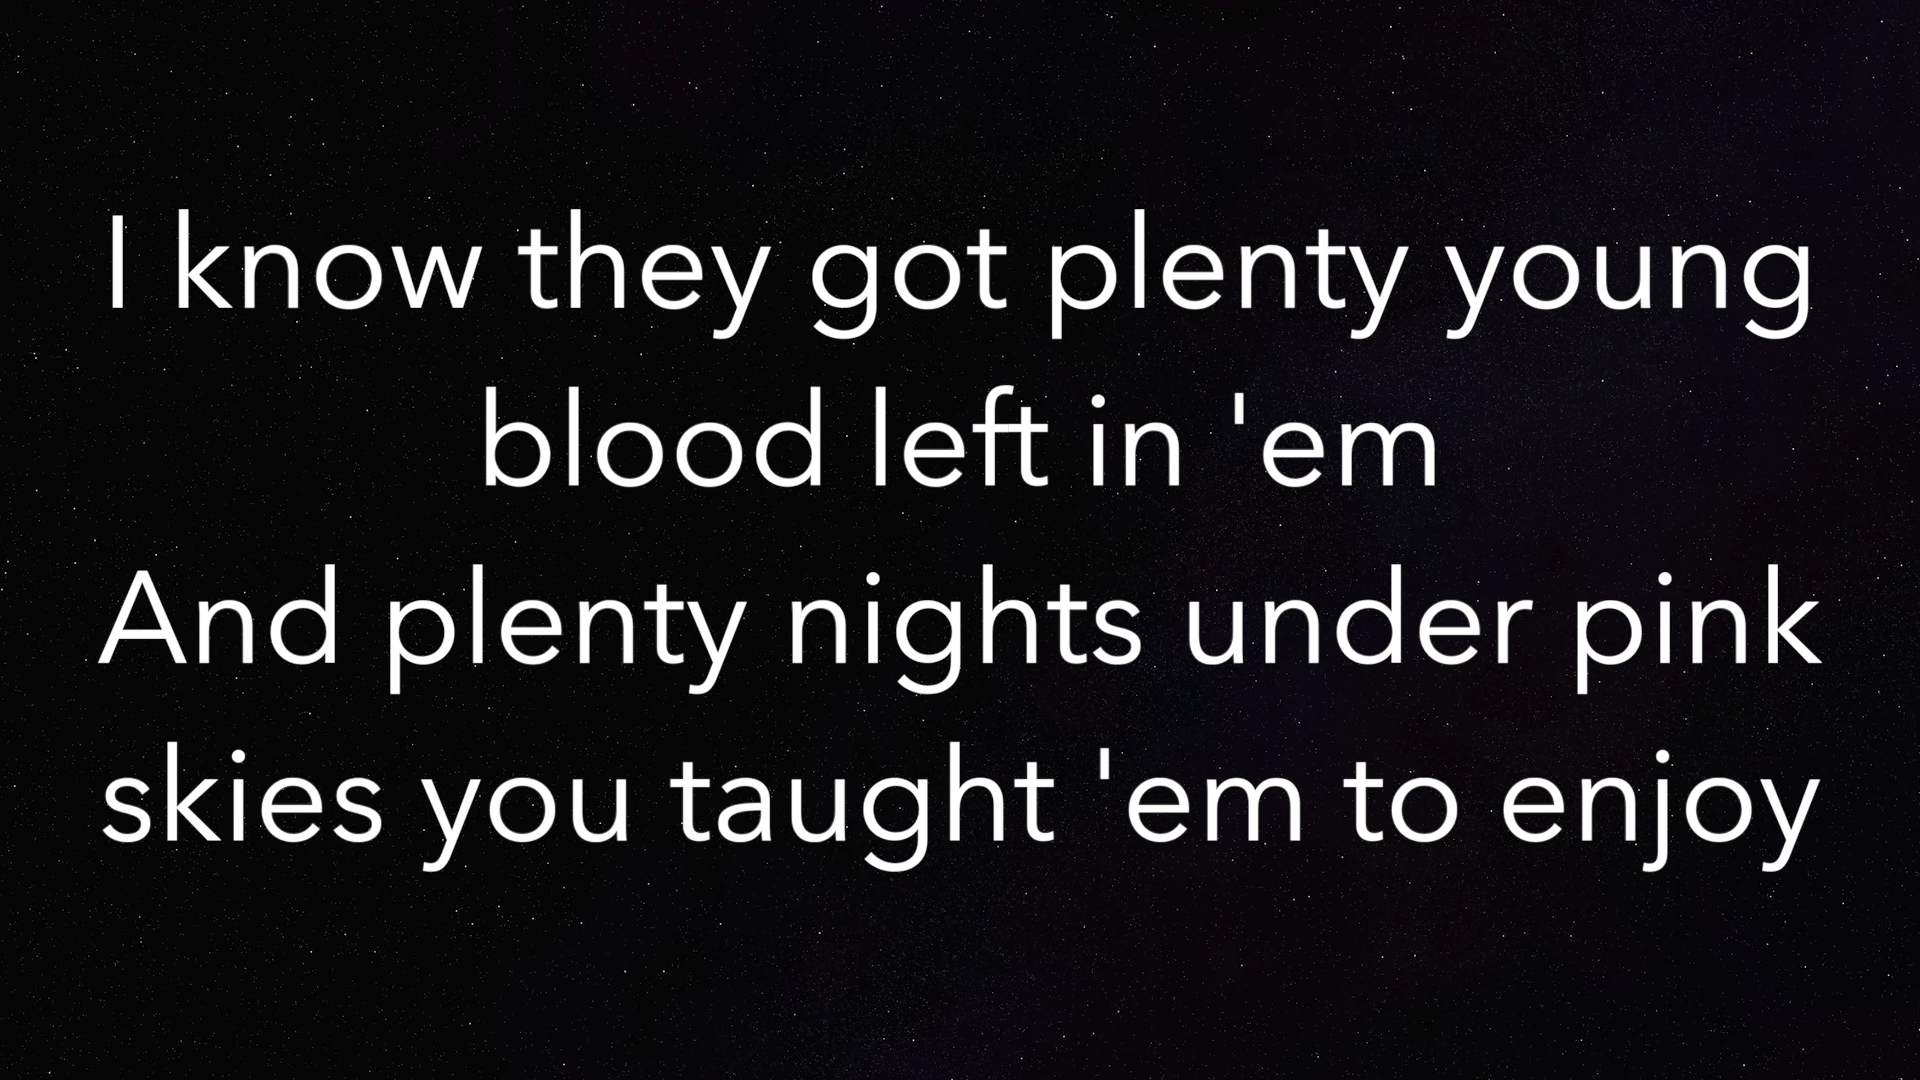 I know they got plenty young
blood left in 'em
And plenty nights under pink
skies you taught 'em to enjoy